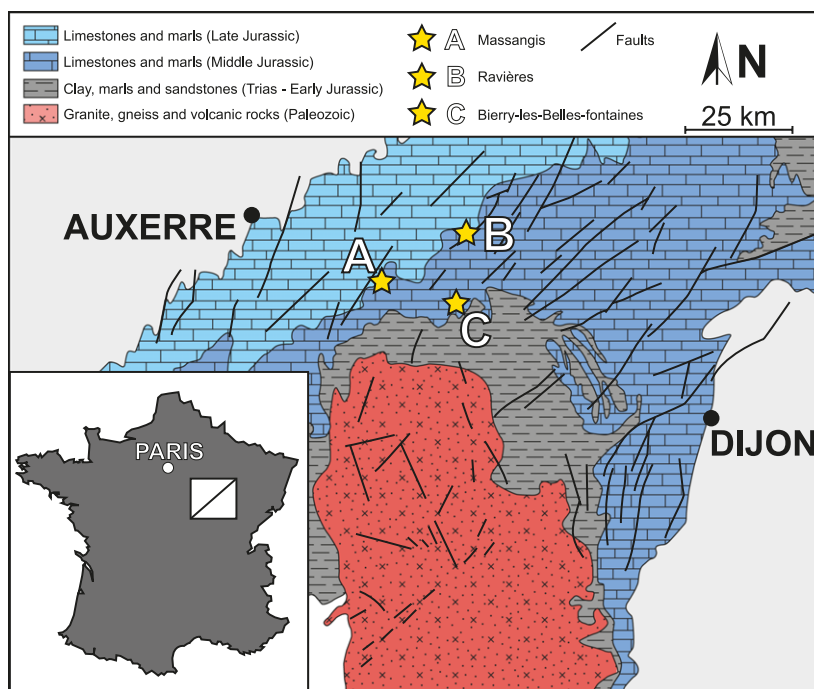 Limestones and marls (Late Jurassic)
Limestones and marls (Middle Jurassic)
Clay, marls and sandstones (Trias - Early Jurassic)
Granite, gneiss and volcanic rocks (Paleozoic)
A Massangis
B Ravières
C Bierry-les-Belles-fontaines
Faults
N
25 km
AUXERRE
A
B
C
DIJON
PARIS